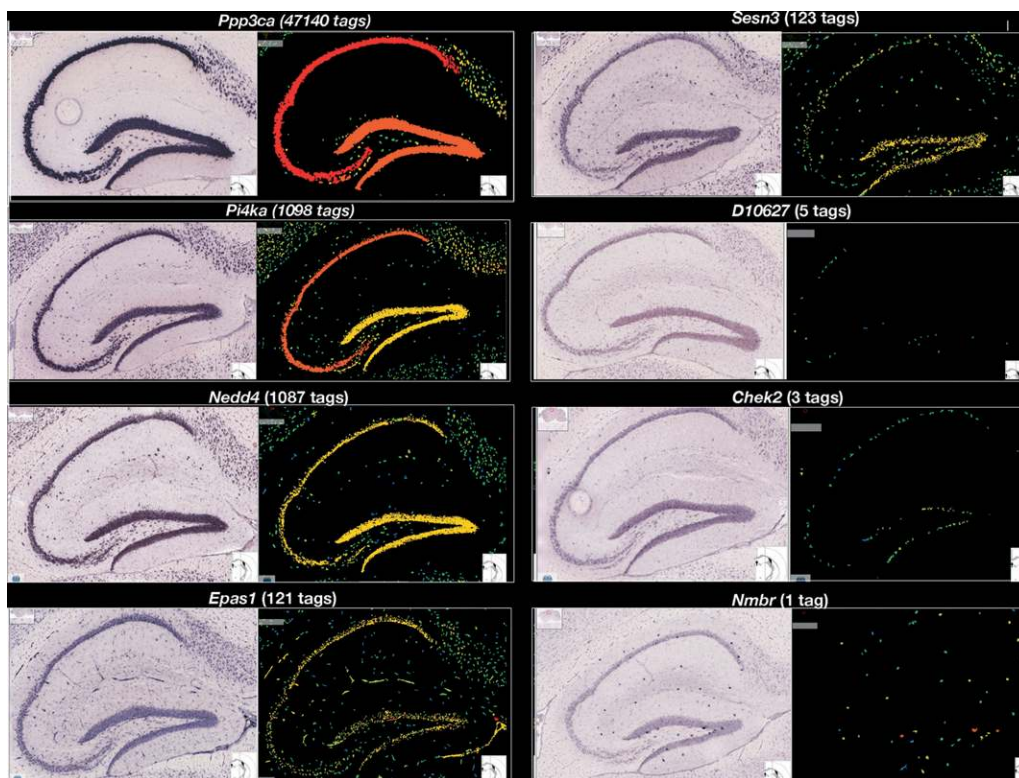 Ppp3ca (47140 tags)
Sesn3 (123 tags)
Pi4ka (1098 tags)
D10627 (5 tags)
Nedd4 (1087 tags)
Chek2 (3 tags)
Epas1 (121 tags)
Nmbr (1 tag)